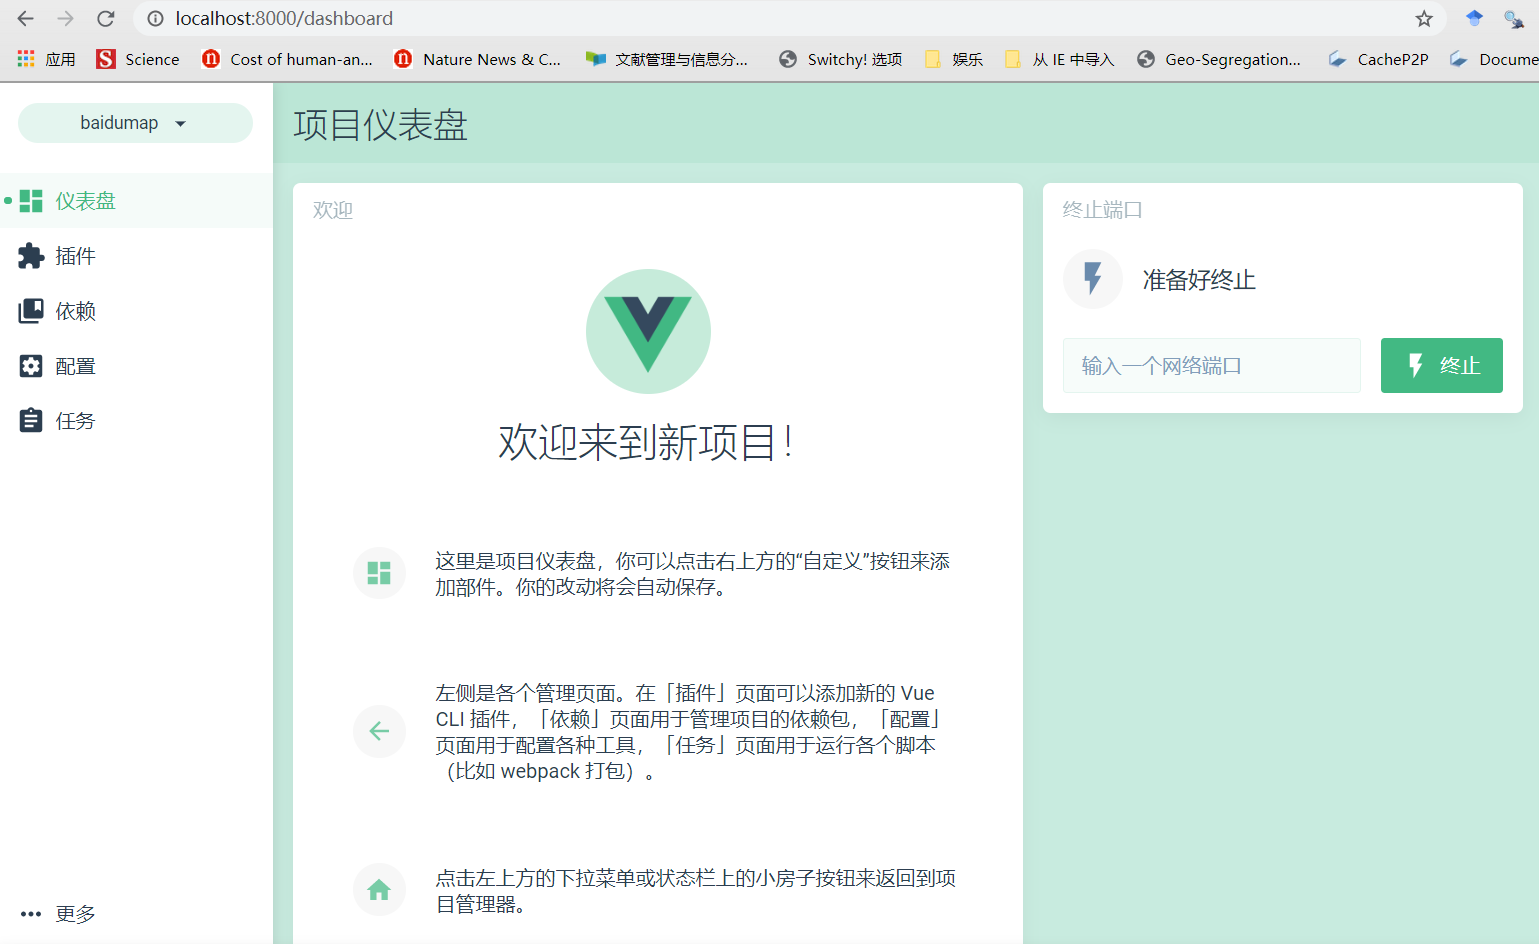 localhost:8000/dashboard
应用 Science Cost of human-an... Nature News & C... 文献管理与信息分... Switchy! 选项 娱乐 从 IE 中导入 Geo-Segregation... CacheP2P Docume
baidumap
项目仪表盘
仪表盘
插件
依赖
配置
任务
更多
欢迎
欢迎来到新项目！
这里是项目仪表盘，你可以点击右上方的“自定义”按钮来添
加部件。你的改动将会自动保存。
左侧是各个管理页面。在「插件」页面可以添加新的 Vue
CLI 插件，「依赖」页面用于管理项目的依赖包，「配置」
页面用于配置各种工具，「任务」页面用于运行各个脚本
（比如 webpack 打包）。
点击左上方的下拉菜单或状态栏上的小房子按钮来返回到项
目管理器。
终止端口
准备好终止
输入一个网络端口
终止